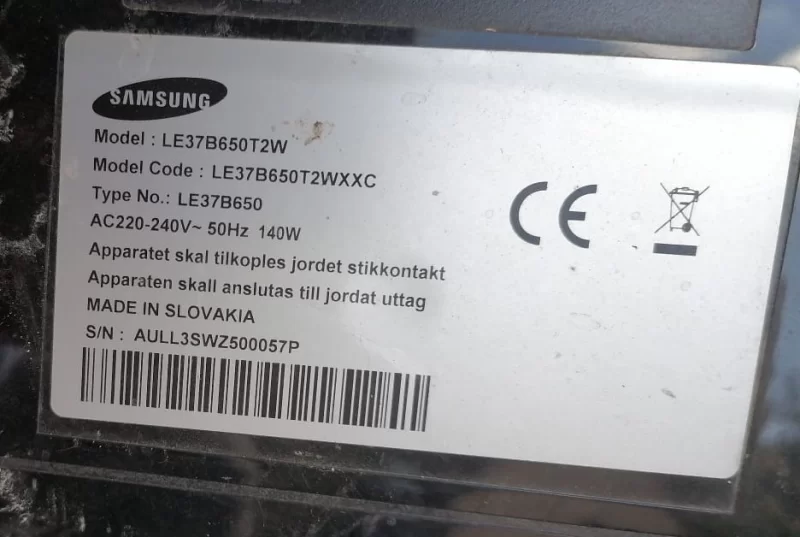 SAMSUNG
Model : LE37B650T2W
Model Code : LE37B650T2WXXC
Type No.: LE37B650
AC220-240V~ 50Hz 140W
Apparatet skal tilkoples jordet stikkontakt
Apparaten skall anslutas till jordat uttag
MADE IN SLOVAKIA
S/N : AULL3SWZ500057P
CE